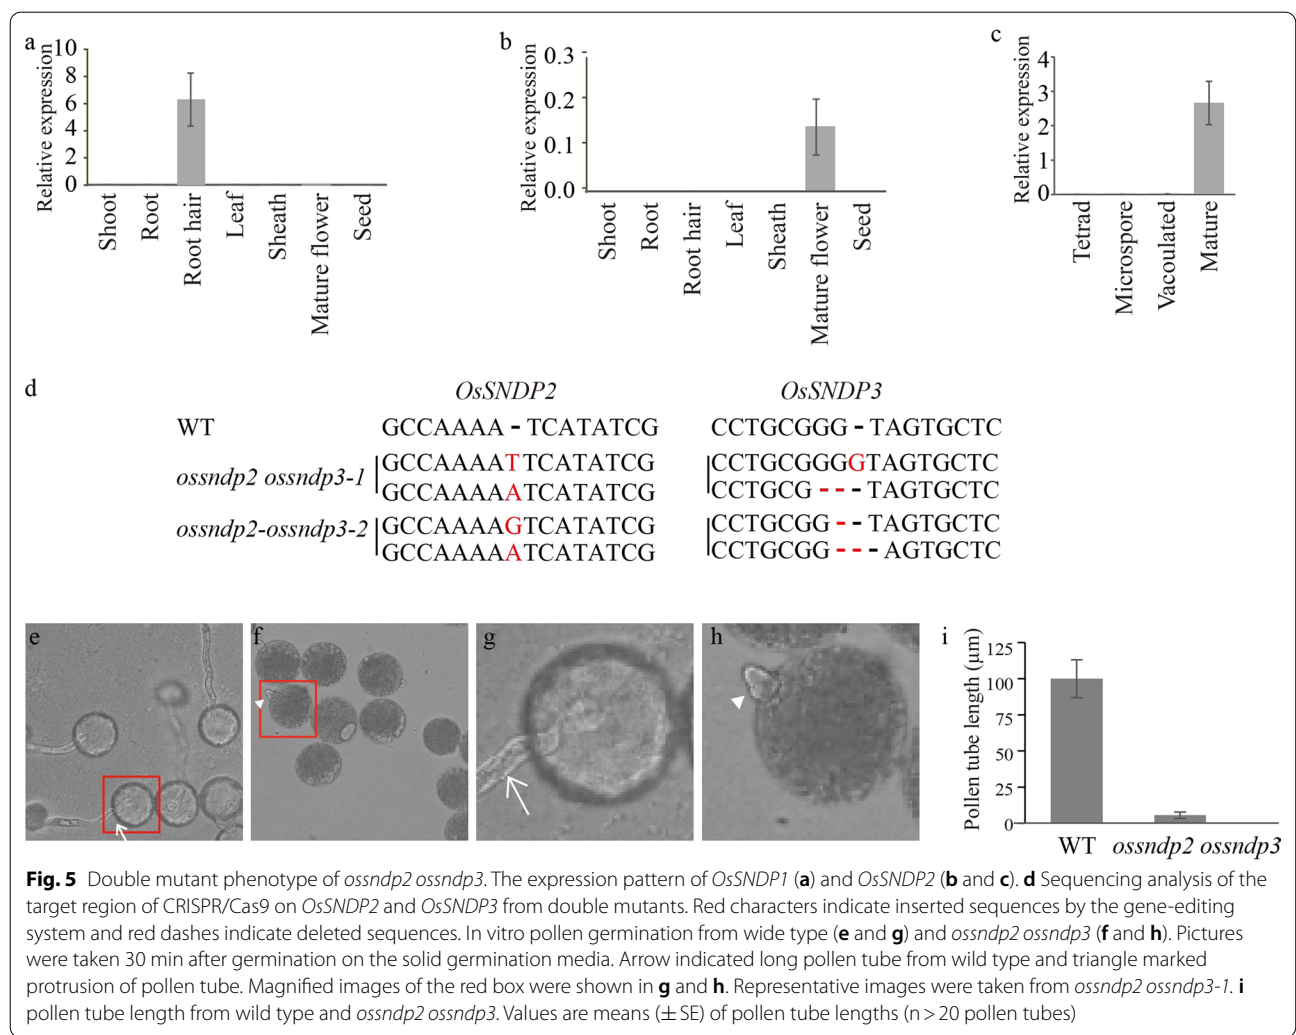 a
Relative expression
10
8
6
4
2
0
Shoot
Root
Root hair
Leaf
Sheath
Mature flower
Seed
b
Relative expression
0.3
0.2
0.1
0.0
Shoot
Root
Root hair
Leaf
Sheath
Mature flower
Seed
c
Relative expression
4
3
2
1
0
Tetrad
Microspore
Vacoulated
Mature
d
OsSNDP2 OsSNDP3
WT GCCAAAA - TCATATCG CCTGCGGG - TAGTGCTC
ossndp2 ossndp3-1 GCCAAAATTCATATCG CCTGCGGGGTAGTGCTC
GCCAAAAATCATATCG CCTGCG - - - TAGTGCTC
ossndp2-ossndp3-2 GCCAAAAGTCATATCG CCTGCGG - - TAGTGCTC
GCCAAAAATCATATCG CCTGCGG - - - AGTGCTC
e
f
g
h
i
Pollen tube length (µm)
125
100
75
50
25
0
WT ossndp2 ossndp3
Fig. 5 Double mutant phenotype of ossndp2 ossndp3. The expression pattern of OsSNDP1 (a) and OsSNDP2 (b and c). d Sequencing analysis of the
target region of CRISPR/Cas9 on OsSNDP2 and OsSNDP3 from double mutants. Red characters indicate inserted sequences by the gene-editing
system and red dashes indicate deleted sequences. In vitro pollen germination from wide type (e and g) and ossndp2 ossndp3 (f and h). Pictures
were taken 30 min after germination on the solid germination media. Arrow indicated long pollen tube from wild type and triangle marked
protrusion of pollen tube. Magnified images of the red box were shown in g and h. Representative images were taken from ossndp2 ossndp3-1. i
pollen tube length from wild type and ossndp2 ossndp3. Values are means (± SE) of pollen tube lengths (n > 20 pollen tubes)